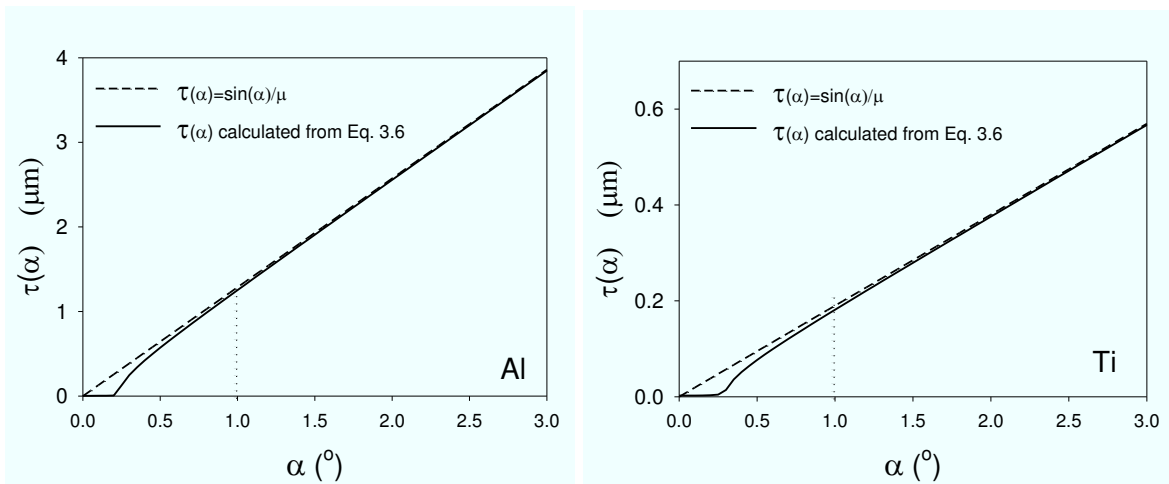 4
3
2
1
0
τ(α) (μm)
τ(α)=sin(α)/μ
τ(α) calculated from Eq. 3.6
Al
0.0 0.5 1.0 1.5 2.0 2.5 3.0
α (°)
0.6
0.4
0.2
0.0
τ(α) (μm)
τ(α)=sin(α)/μ
τ(α) calculated from Eq. 3.6
Ti
0.0 0.5 1.0 1.5 2.0 2.5 3.0
α (°)